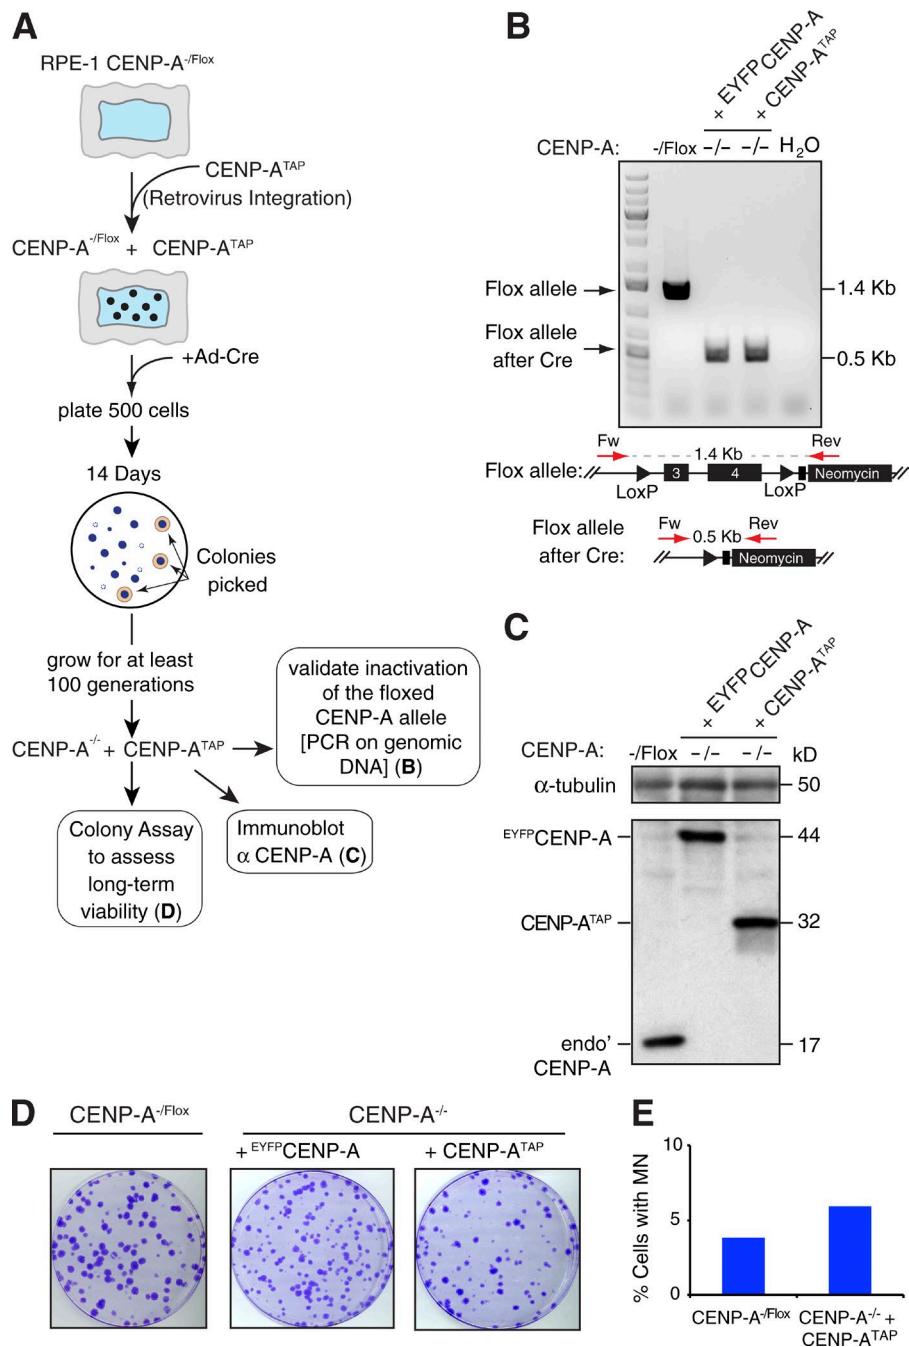 A
RPE-1 CENP-A-/Flox
CENP-ATAP
(Retrovirus Integration)
CENP-A-/Flox + CENP-ATAP
+Ad-Cre
plate 500 cells
14 Days
Colonies
picked
grow for at least
100 generations
CENP-A-/- + CENP-ATAP
validate inactivation
of the floxed
CENP-A allele
[PCR on genomic
DNA] (B)
Colony Assay
to assess
long-term
viability (D)
Immunoblot
α CENP-A (C)
B
+ EYFPCENP-A
+ CENP-ATAP
CENP-A: -/Flox -/- -/- H2O
Flox allele
1.4 Kb
Flox allele
after Cre
0.5 Kb
Fw 1.4 Kb Rev
Flox allele: 3 4 Neomycin
LoxP LoxP
Flox allele
after Cre:
Fw 0.5 Kb Rev
Neomycin
C
+ EYFPCENP-A
+ CENP-ATAP
CENP-A: -/Flox -/- -/- kD
α-tubulin 50
EYFPCENP-A 44
CENP-ATAP 32
endo' 17
CENP-A
D
CENP-A-/Flox CENP-A-/-
+ EYFPCENP-A + CENP-ATAP
E
% Cells with MN
10
5
0
CENP-A-/Flox
CENP-A-/- +
CENP-ATAP